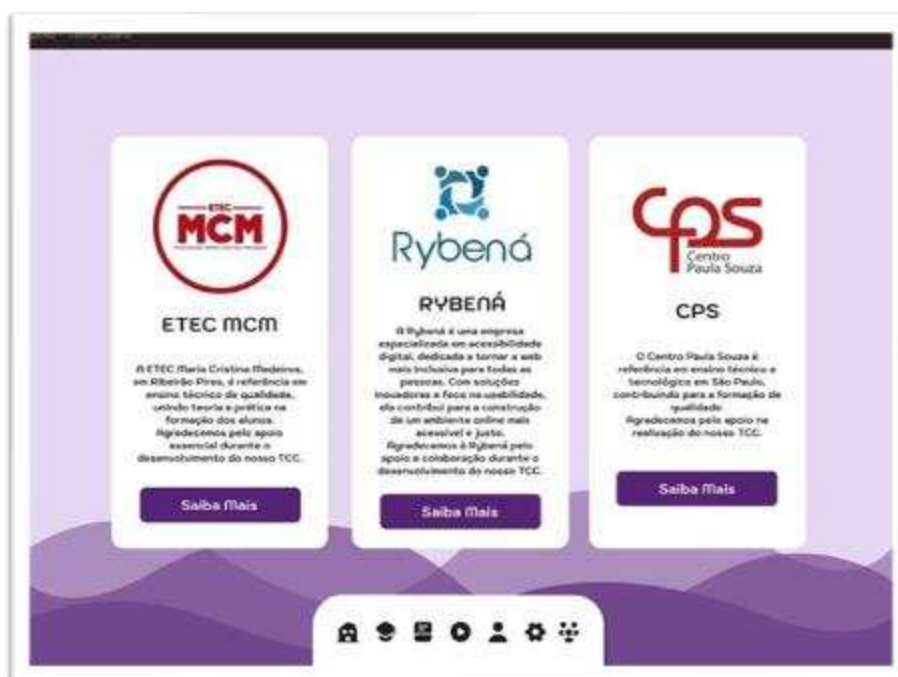 ETEC
MCM
ETEC MCM
A ETEC Maria Cristina Medeiros,
em Ribeirão Pires, é referência em
ensino técnico de qualidade,
unindo teoria e prática na
formação dos alunos.
Agradecemos pelo apoio
essencial durante o
desenvolvimento do nosso TCC.
Saiba Mais
Rybená
RYBENÁ
A Rybená é uma empresa
especializada em acessibilidade
digital, dedicada a tornar a web
mais inclusiva para todas as
pessoas. Com soluções
inovadoras e foco na usabilidade,
ela contribui para a construção
de um ambiente online mais
acessível e justo.
Agradecemos à Rybená pelo
apoio e colaboração durante o
desenvolvimento do nosso TCC.
Saiba Mais
CPS
Centro
Paula Souza
CPS
O Centro Paula Souza é
referência em ensino técnico e
tecnológico em São Paulo,
contribuindo para a formação de
qualidade.
Agradecemos pelo apoio na
realização do nosso TCC.
Saiba Mais